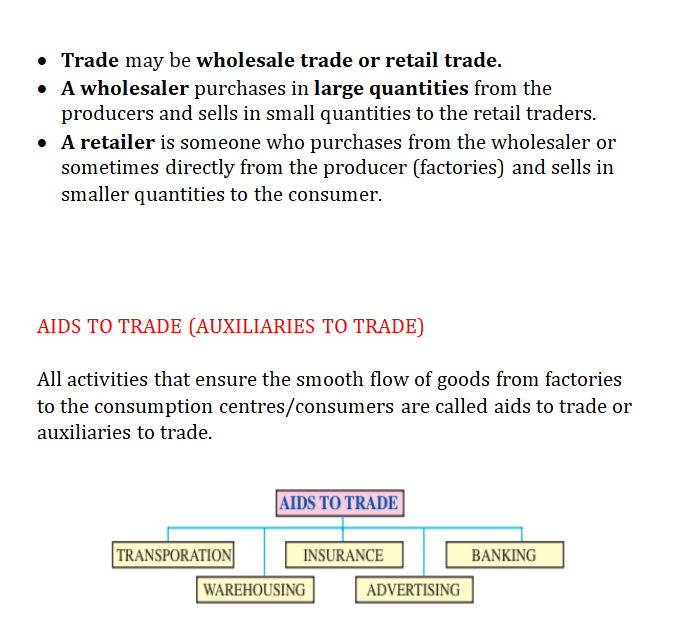 • Trade may be wholesale trade or retail trade.
• A wholesaler purchases in large quantities from the
producers and sells in small quantities to the retail traders.
• A retailer is someone who purchases from the wholesaler or
sometimes directly from the producer (factories) and sells in
smaller quantities to the consumer.
AIDS TO TRADE (AUXILIARIES TO TRADE)
All activities that ensure the smooth flow of goods from factories
to the consumption centres/consumers are called aids to trade or
auxiliaries to trade.
AIDS TO TRADE
TRANSPORATION
INSURANCE
BANKING
WAREHOUSING
ADVERTISING